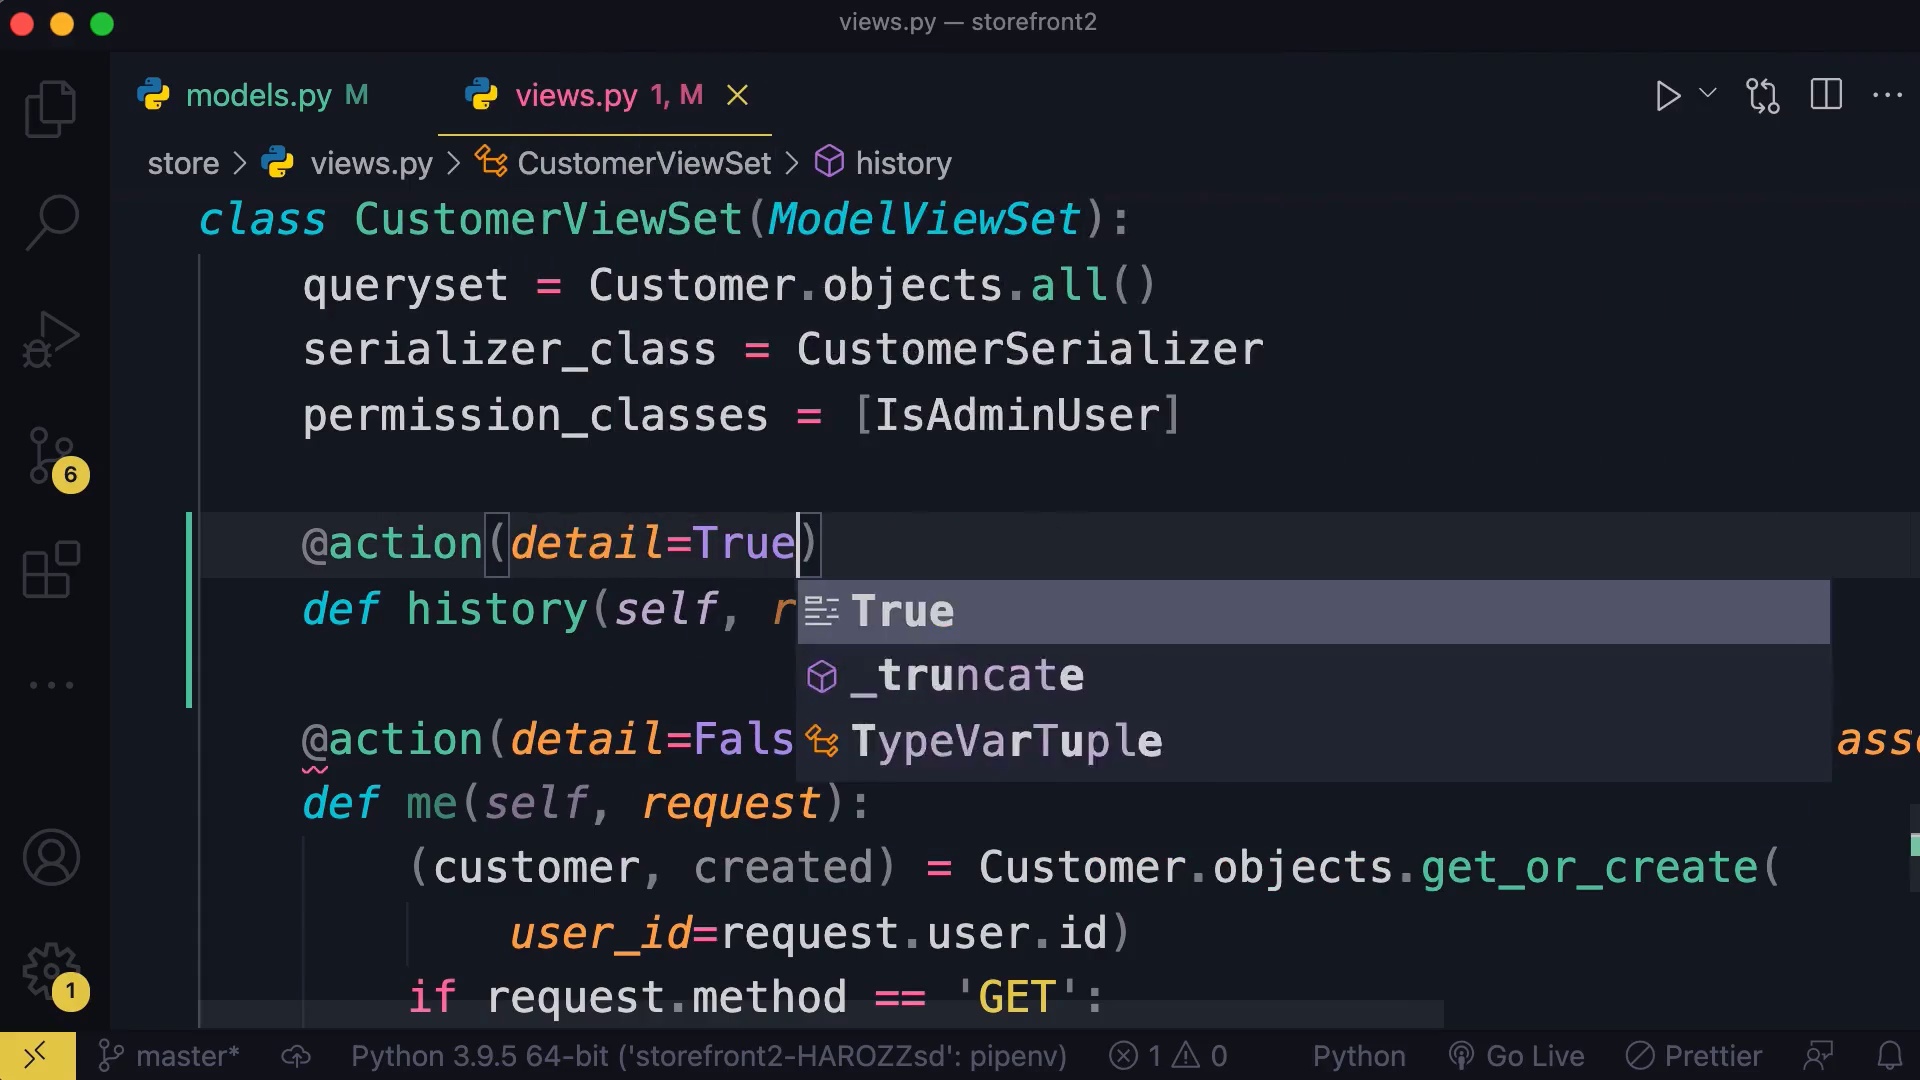 views.py — storefront2
models.py M views.py 1, M
store > views.py > CustomerViewSet > history
class CustomerViewSet(ModelViewSet):
queryset = Customer.objects.all()
serializer_class = CustomerSerializer
permission_classes = [IsAdminUser]
@action(detail=True)
def history(self, r
True
_truncate
TypeVarTuple
@action(detail=Fals
def me(self, request):
(customer, created) = Customer.objects.get_or_create(
user_id=request.user.id)
if request.method == 'GET':
6
1
master* Python 3.9.5 64-bit ('storefront2-HAROZZsd': pipenv) 1 0 Python Go Live Prettier